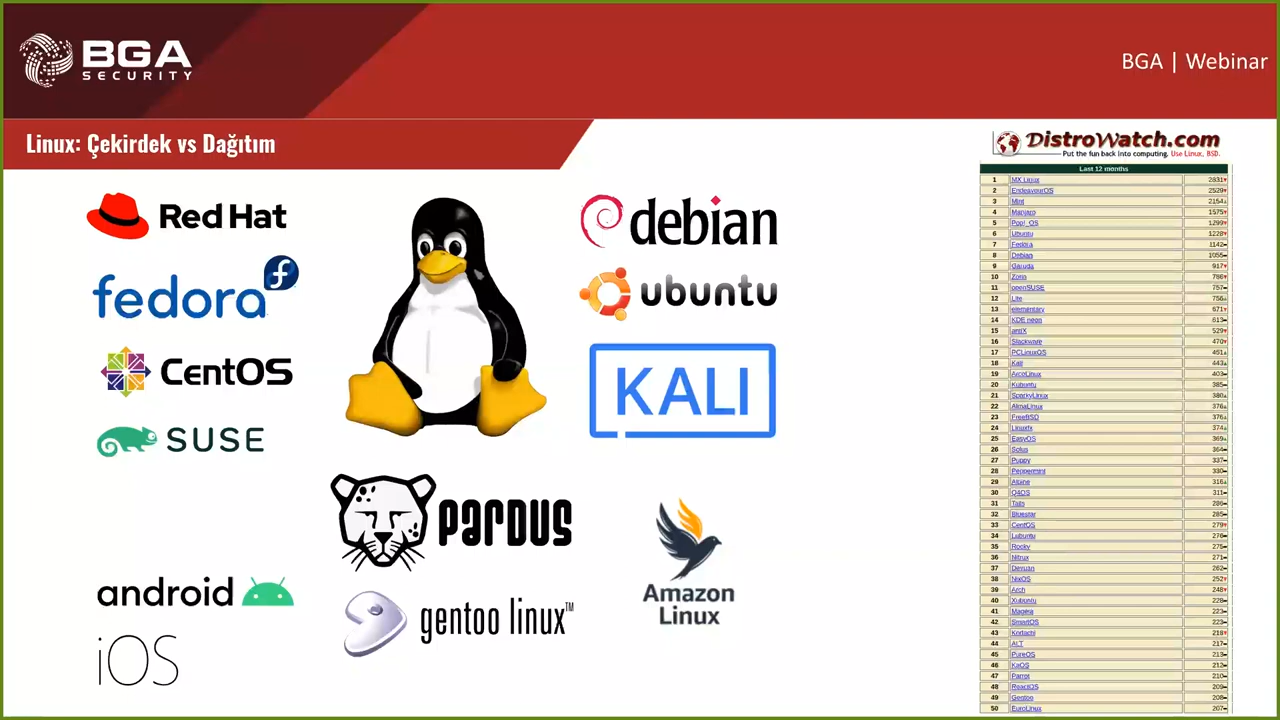 BGA
SECURITY
BGA | Webinar
Linux: Çekirdek vs Dağıtım
Red Hat
fedora
CentOS
SUSE
android
iOS
PARDUS
gentoo linux™
debian
ubuntu
KALI
Amazon
Linux
DistroWatch.com
Put the fun back into computing. Use Linux, BSD.
Last 12 months
1 MX Linux 2831
2 EndeavourOS 2529
3 Mint 2154
4 Manjaro 1575
5 Pop!_OS 1299
6 Ubuntu 1228
7 Fedora 1142
8 Debian 1055
9 Garuda 917
10 Zorin 786
11 openSUSE 757
12 Lite 756
13 elementary 671
14 KDE neon 613
15 antiX 529
16 Slackware 470
17 PCLinuxOS 451
18 Kali 443
19 ArcoLinux 403
20 Kubuntu 385
21 SparkyLinux 380
22 AlmaLinux 376
23 FreeBSD 376
24 Linuxfx 374
25 EasyOS 369
26 Solus 364
27 Puppy 337
28 Peppermint 330
29 Alpine 316
30 Q4OS 311
31 Tails 286
32 Bluestar 285
33 CentOS 279
34 Lubuntu 276
35 Rocky 275
36 Nitrux 271
37 Devuan 262
38 NixOS 252
39 Arch 248
40 Xubuntu 228
41 Mageia 223
42 SmartOS 223
43 Kodachi 218
44 ALT 217
45 PureOS 213
46 KaOS 212
47 Parrot 210
48 ReactOS 209
49 Gentoo 208
50 EuroLinux 207